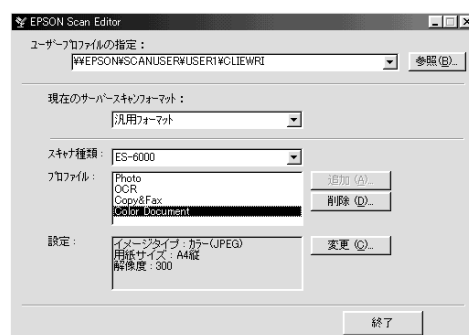 EPSON Scan Editor
ユーザープロファイルの指定：
¥¥EPSON¥SCANUSER¥USER1¥CLIEWRI
参照(B)...
現在のサーバースキャンフォーマット：
汎用フォーマット
スキャナ種類： ES-6000
プロファイル： Photo
OCR
Copy&Fax
Color Document
追加(A)...
削除(D)...
設定： イメージタイプ：カラー(JPEG)
用紙サイズ：A4縦
解像度：300
変更(C)...
終了